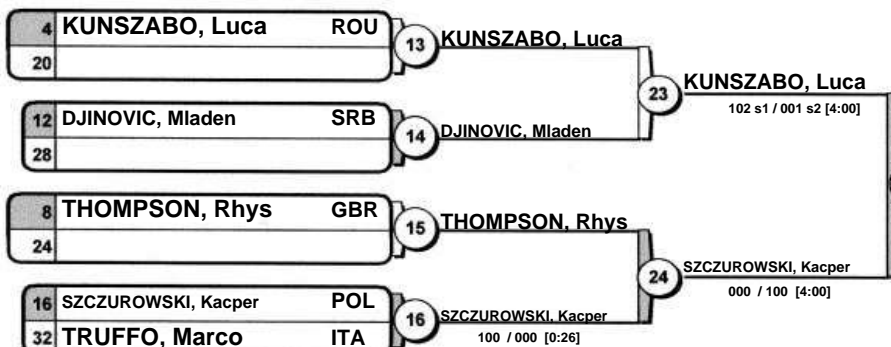 4 KUNSZABO, Luca ROU
20
13 KUNSZABO, Luca
12 DJINOVIC, Mladen SRB
28
14 DJINOVIC, Mladen
23 KUNSZABO, Luca
102 s1 / 001 s2 [4:00]
8 THOMPSON, Rhys GBR
24
15 THOMPSON, Rhys
16 SZCZUROWSKI, Kacper POL
32 TRUFFO, Marco ITA
16 SZCZUROWSKI, Kacper
100 / 000 [0:26]
24 SZCZUROWSKI, Kacper
000 / 100 [4:00]